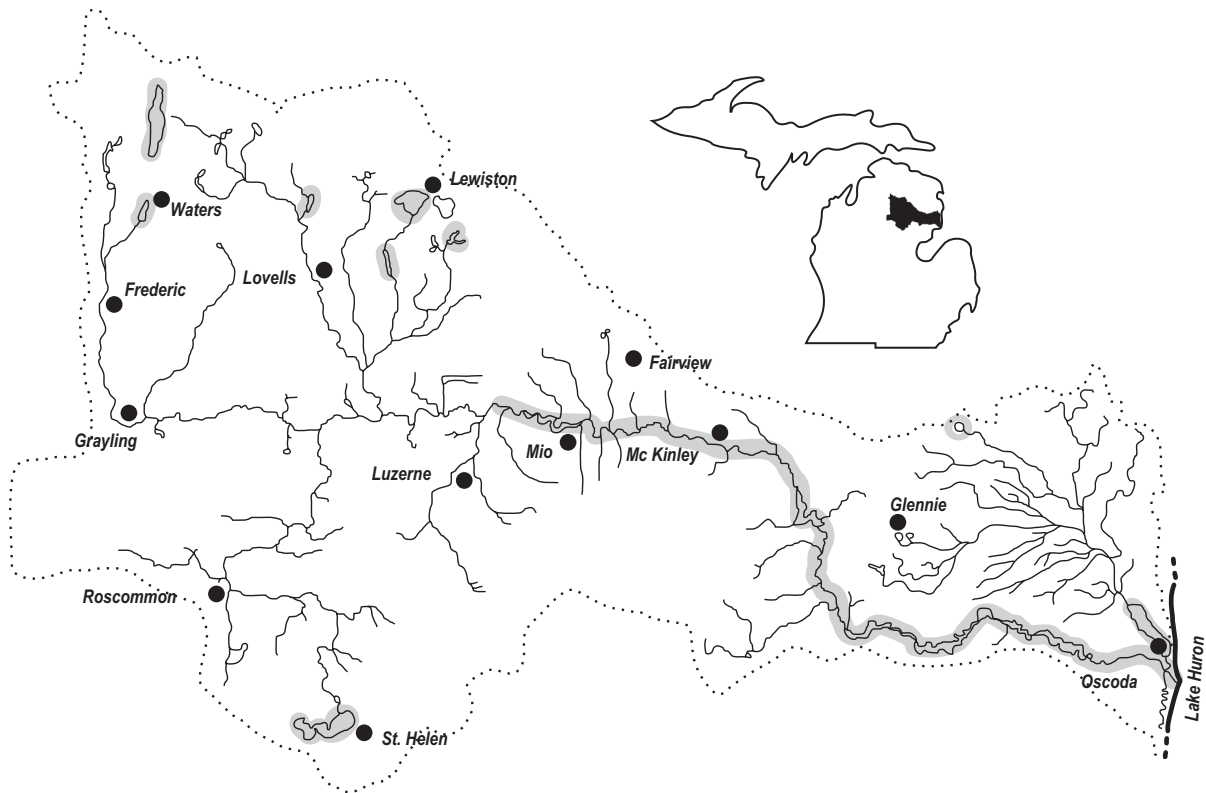 Lewiston
Waters
Lovells
Frederic
Fairview
Grayling
Mio
Mc Kinley
Luzerne
Glennie
Roscommon
Oscoda
Lake Huron
St. Helen